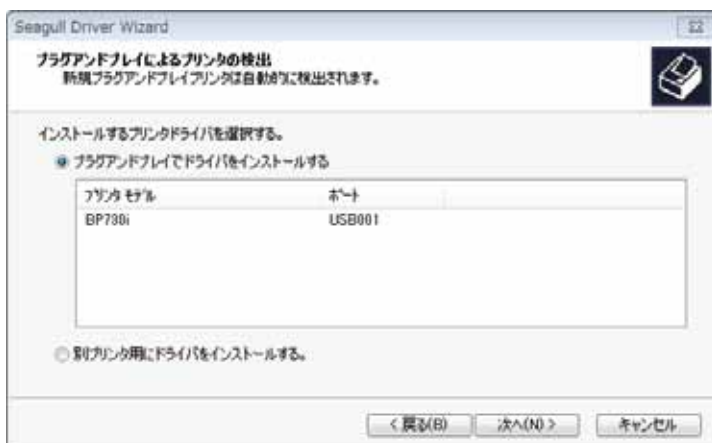 Seagull Driver Wizard
プラグアンドプレイによるプリンタの検出
新規プラグアンドプレイプリンタは自動的に検出されます。
インストールするプリンタドライバを選択する。
プラグアンドプレイでドライバをインストールする
プリンタ モデル ポート
BP730i USB001
別プリンタ用にドライバをインストールする。
< 戻る(B) 次へ(N) > キャンセル